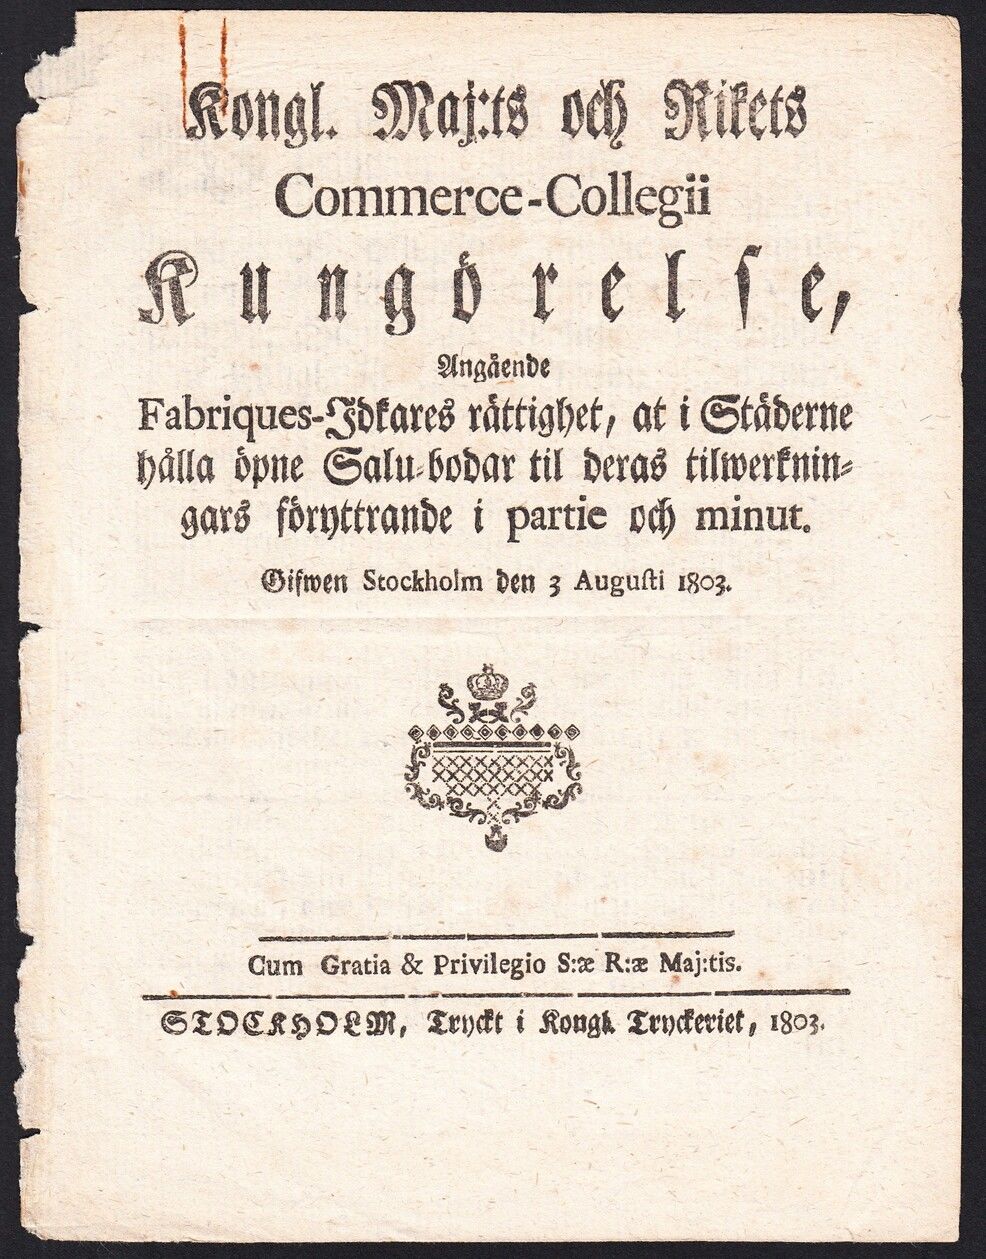 Kongl. Maj:ts och Rikets
Commerce-Collegii
Kungörelse,
Angående
Fabriques-Idkares rättighet, at i Städerne
hålla öpne Salu-bodar til deras tilwerknin-
gars föryttrande i partie och minut.
Gifwen Stockholm den 3 Augusti 1803.
Cum Gratia & Privilegio S:æ R:æ Maj:tis.
STOCKHOLM, Tryckt i Kongl. Tryckeriet, 1803.